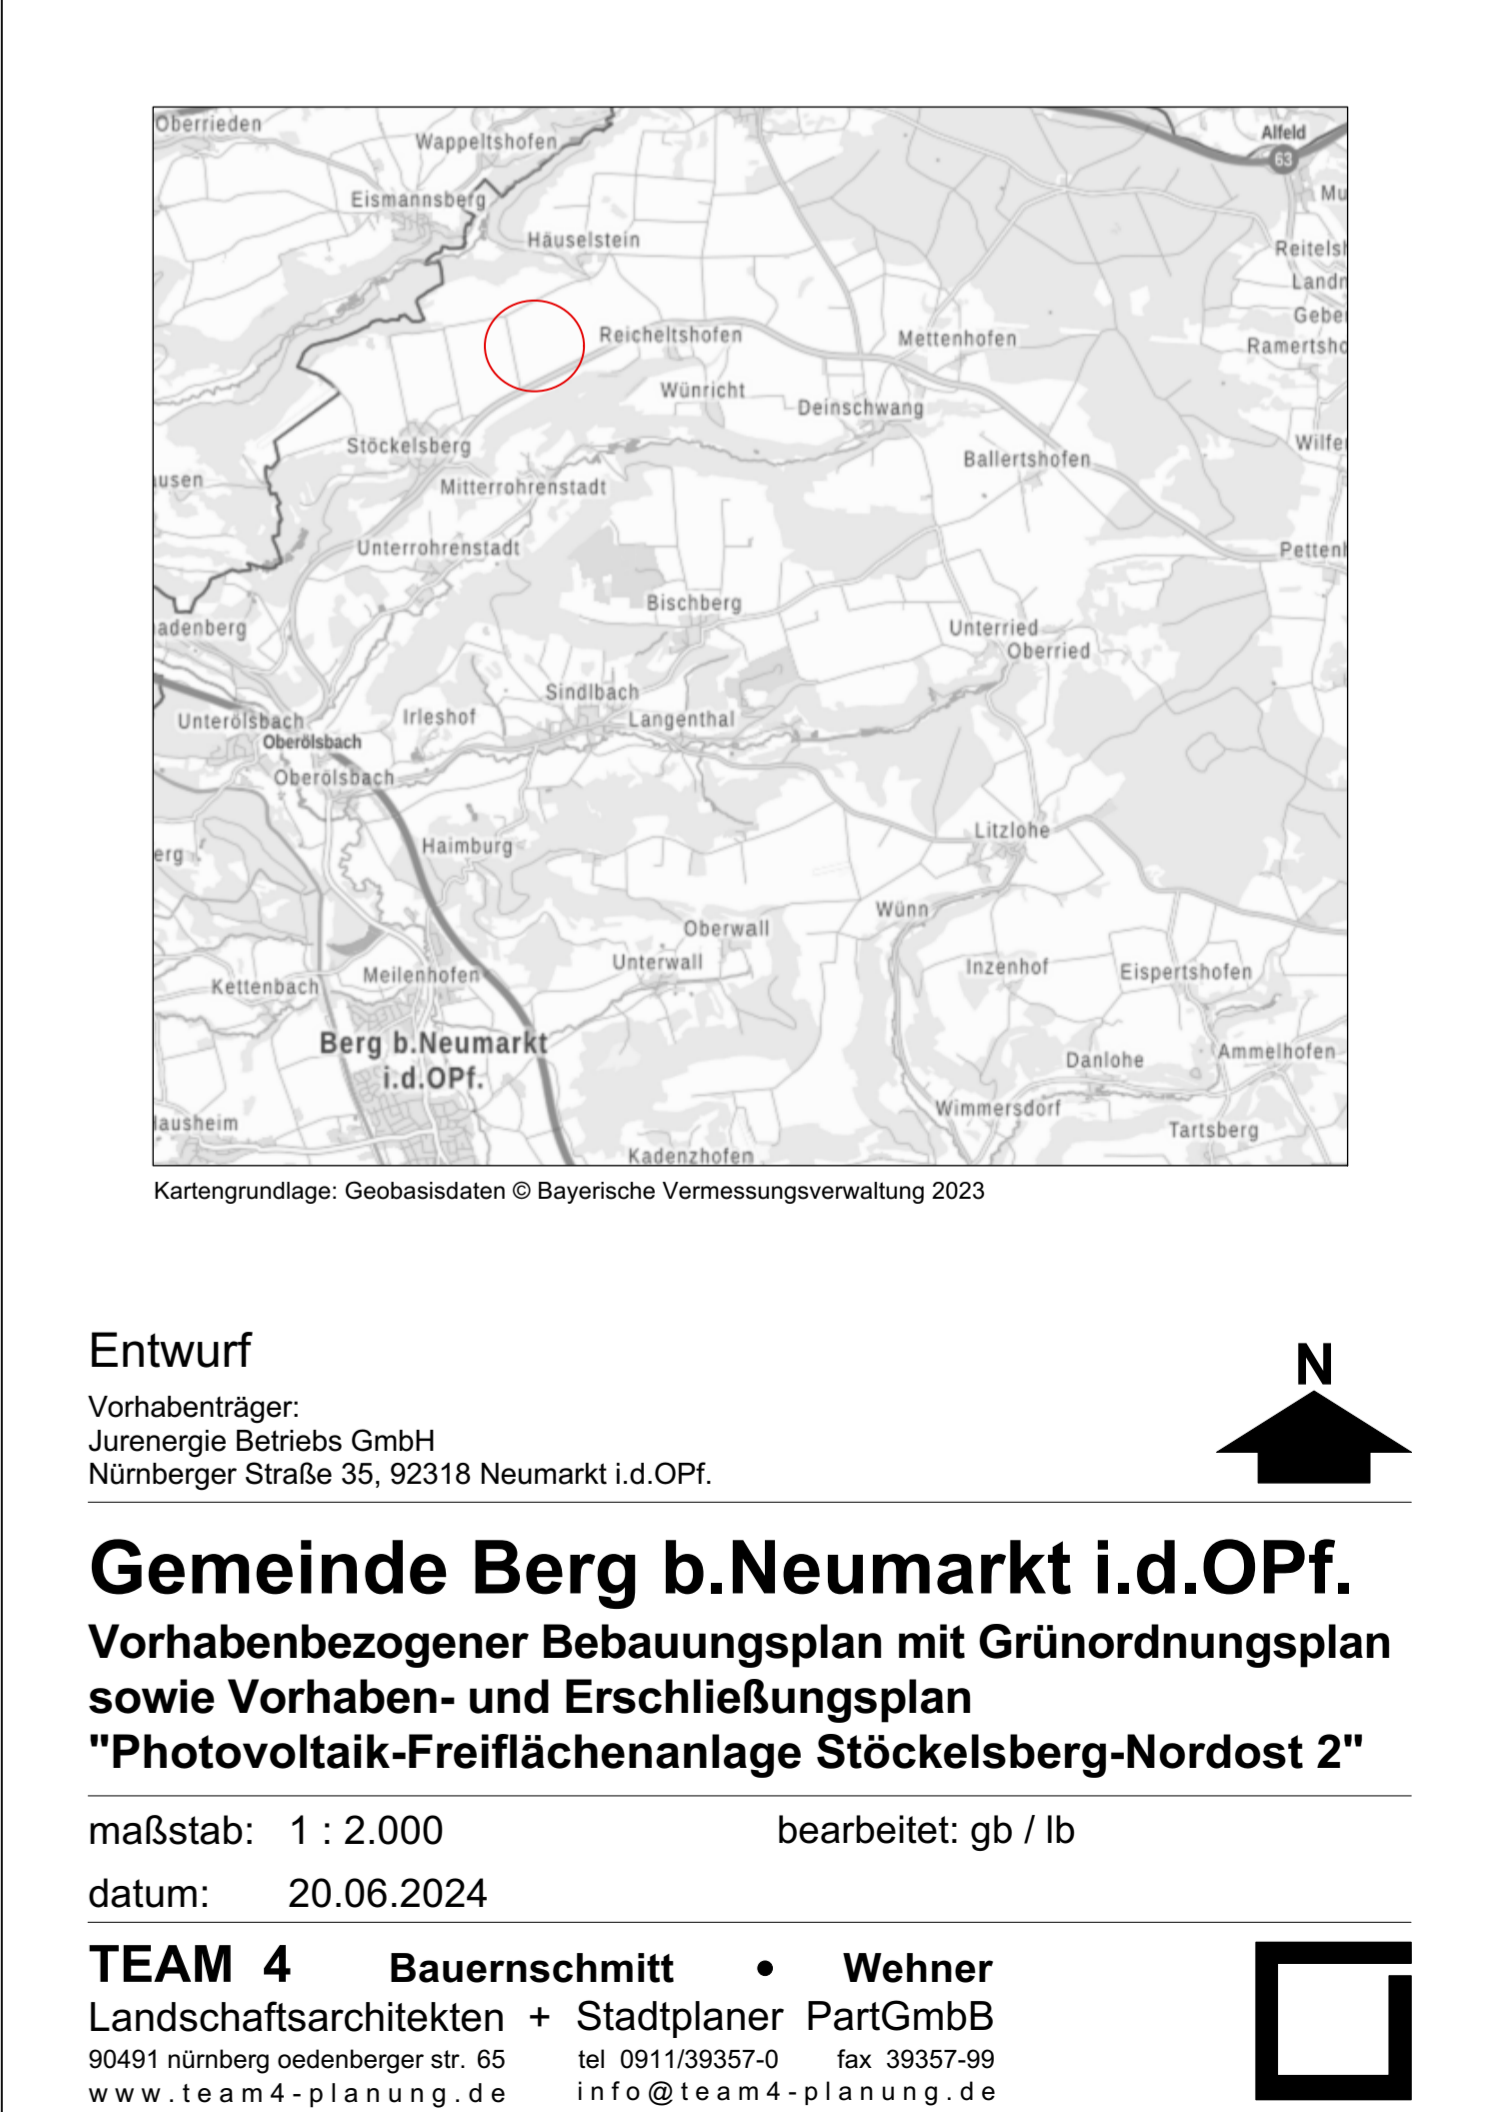 Oberrieden
Wappeltshofen
Alfeld
63
Eismannsberg
Häuselstein
Reicheltshofen
Mettenhofen
Wünricht
Deinschwang
Stöckelsberg
Ballertshofen
Mitterrohrenstadt
Unterrohrenstadt
Bischberg
Unterried
Oberried
Sindlbach
Irleshof
Langenthal
Unterölsbach
Oberölsbach
Oberölsbach
Litzlohe
Haimburg
Wünn
Oberwall
Unterwall
Inzenhof
Eispertshofen
Meilenhofen
Kettenbach
Berg b.Neumarkt
i.d.OPf.
Danlohe
Ammelhofen
Wimmersdorf
Tartsberg
Kadenzhofen
Kartengrundlage: Geobasisdaten © Bayerische Vermessungsverwaltung 2023
Entwurf
N
Vorhabenträger:
Jurenergie Betriebs GmbH
Nürnberger Straße 35, 92318 Neumarkt i.d.OPf.
Gemeinde Berg b.Neumarkt i.d.OPf.
Vorhabenbezogener Bebauungsplan mit Grünordnungsplan
sowie Vorhaben- und Erschließungsplan
"Photovoltaik-Freiflächenanlage Stöckelsberg-Nordost 2"
maßstab: 1 : 2.000 bearbeitet: gb / lb
datum: 20.06.2024
TEAM 4 Bauernschmitt • Wehner
Landschaftsarchitekten + Stadtplaner PartGmbB
90491 nürnberg oedenberger str. 65 tel 0911/39357-0 fax 39357-99
www.team4-planung.de info@team4-planung.de